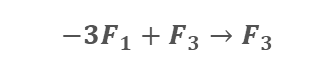 −3F₁ + F₃ → F₃